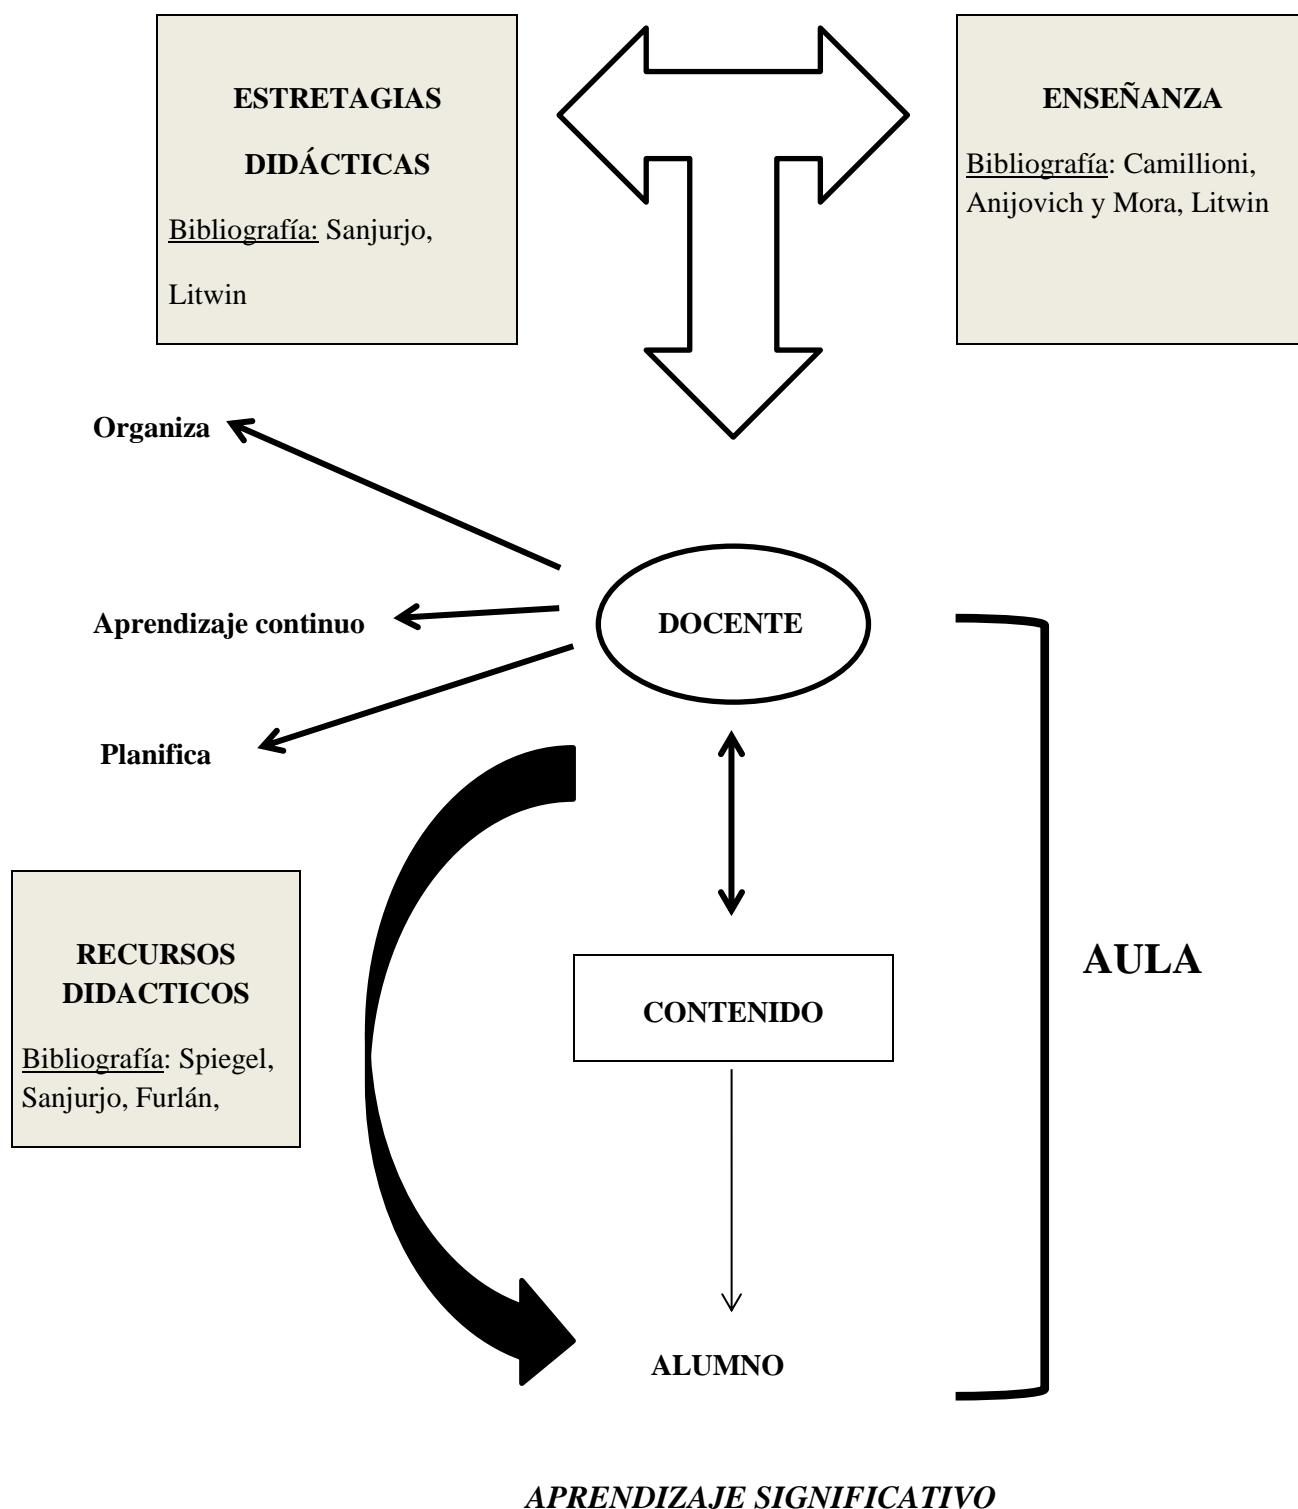 ESTRETAGIAS
DIDÁCTICAS
Bibliografía: Sanjurjo,
Litwin
ENSEÑANZA
Bibliografía: Camillioni,
Anijovich y Mora, Litwin
Organiza
Aprendizaje continuo
Planifica
DOCENTE
RECURSOS
DIDACTICOS
Bibliografía: Spiegel,
Sanjurjo, Furlán,
CONTENIDO
AULA
ALUMNO
APRENDIZAJE SIGNIFICATIVO